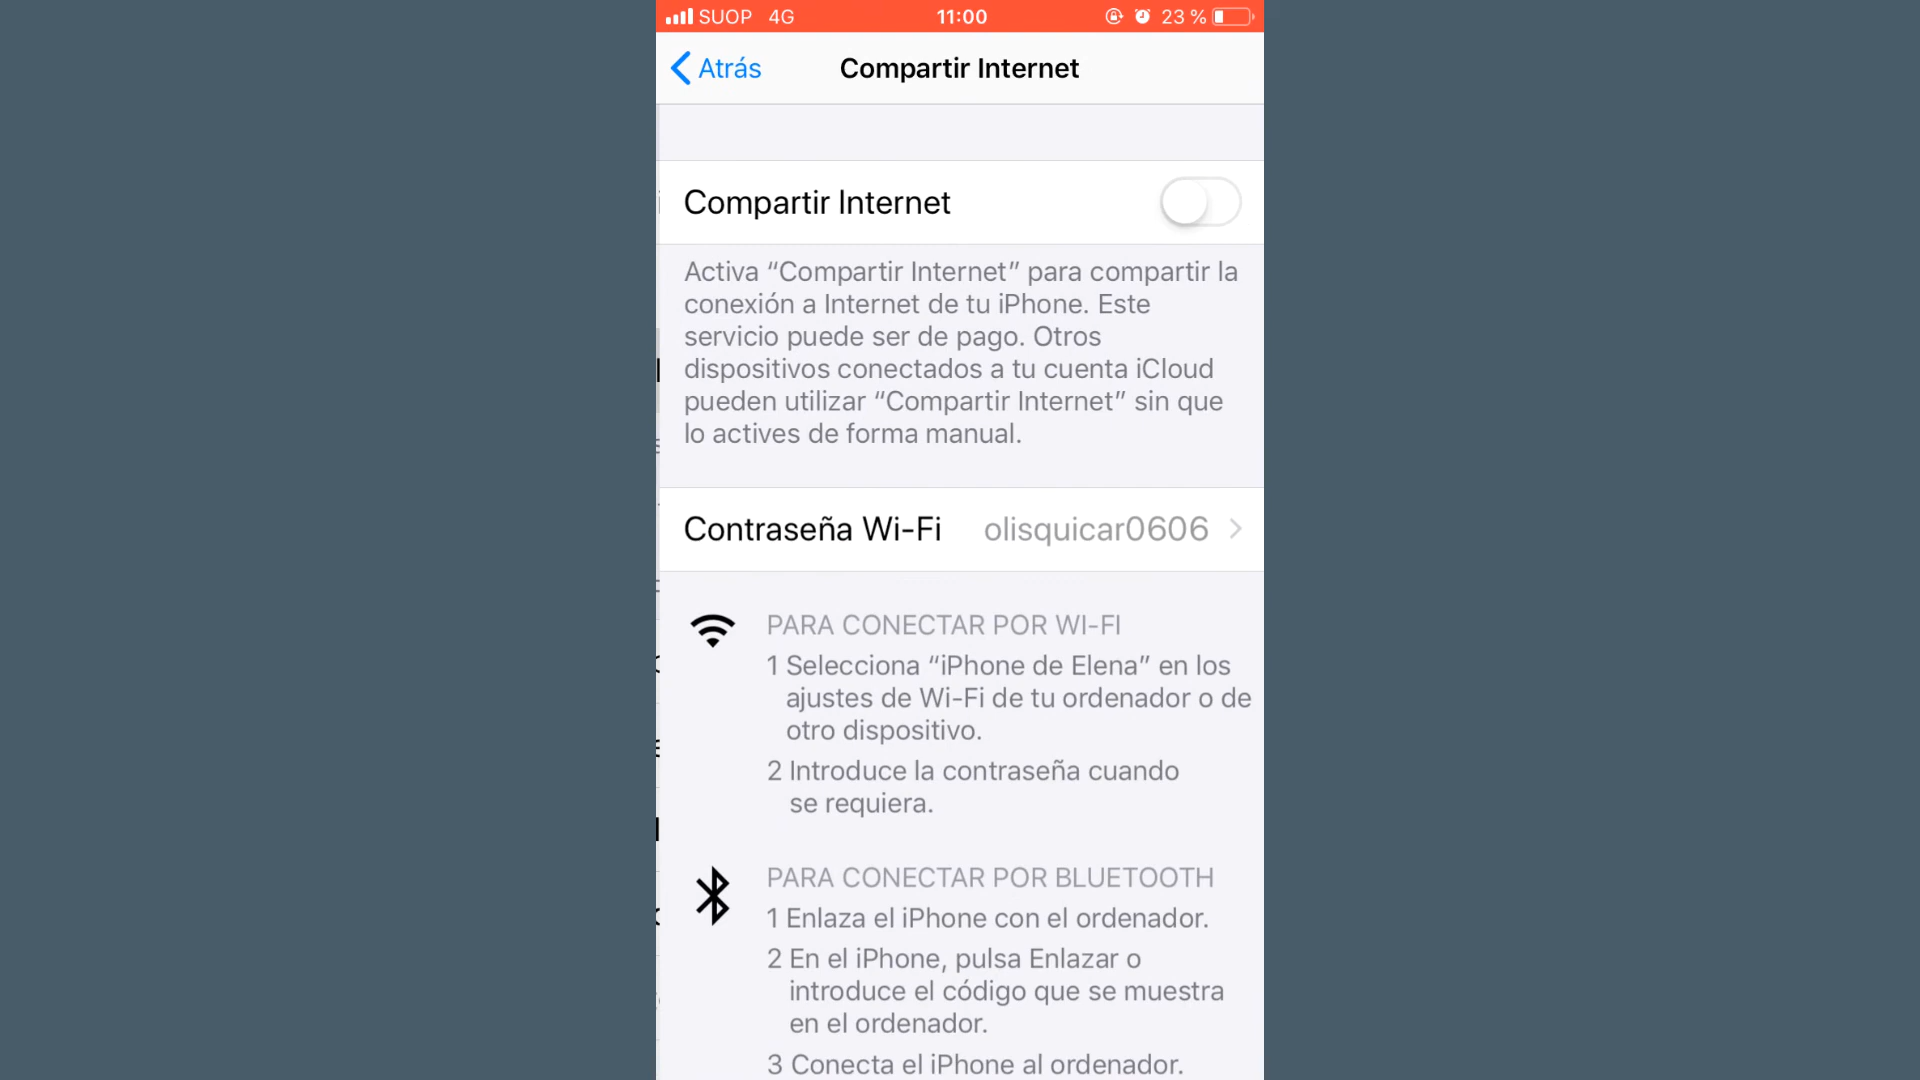 SUOP 4G 11:00 23 %
Atrás Compartir Internet
Compartir Internet
Activa “Compartir Internet” para compartir la
conexión a Internet de tu iPhone. Este
servicio puede ser de pago. Otros
dispositivos conectados a tu cuenta iCloud
pueden utilizar “Compartir Internet” sin que
lo actives de forma manual.
Contraseña Wi-Fi olisquicar0606
PARA CONECTAR POR WI-FI
1 Selecciona “iPhone de Elena” en los
ajustes de Wi-Fi de tu ordenador o de
otro dispositivo.
2 Introduce la contraseña cuando
se requiera.
PARA CONECTAR POR BLUETOOTH
1 Enlaza el iPhone con el ordenador.
2 En el iPhone, pulsa Enlazar o
introduce el código que se muestra
en el ordenador.
3 Conecta el iPhone al ordenador.